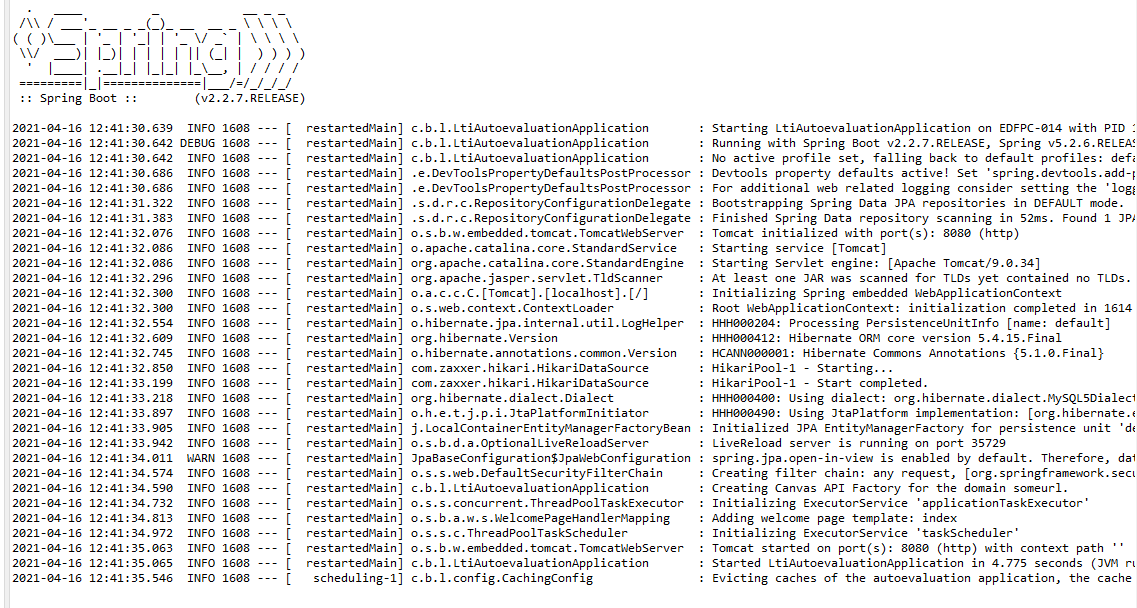 .   ____          _            __ _ _
 /\\ / ___'_ __ _ _(_)_ __  __ _ \ \ \ \
( ( )\___ | '_ | '_| | '_ \/ _` | \ \ \ \
 \\/  ___)| |_)| | | | | || (_| |  ) ) ) )
  '  |____| .__|_| |_|_| |_\__, | / / / /
 =========|_|==============|___/=/_/_/_/
 :: Spring Boot ::        (v2.2.7.RELEASE)
2021-04-16 12:41:30.639  INFO 1608 --- [  restartedMain] c.b.l.LtiAutoevaluationApplication       : Starting LtiAutoevaluationApplication on EDFPC-014 with PID
2021-04-16 12:41:30.642 DEBUG 1608 --- [  restartedMain] c.b.l.LtiAutoevaluationApplication       : Running with Spring Boot v2.2.7.RELEASE, Spring v5.2.6.RELEA
2021-04-16 12:41:30.642  INFO 1608 --- [  restartedMain] c.b.l.LtiAutoevaluationApplication       : No active profile set, falling back to default profiles: defa
2021-04-16 12:41:30.686  INFO 1608 --- [  restartedMain] .e.DevToolsPropertyDefaultsPostProcessor : Devtools property defaults active! Set 'spring.devtools.add-p
2021-04-16 12:41:30.686  INFO 1608 --- [  restartedMain] .e.DevToolsPropertyDefaultsPostProcessor : For additional web related logging consider setting the 'logg
2021-04-16 12:41:31.322  INFO 1608 --- [  restartedMain] .s.d.r.c.RepositoryConfigurationDelegate : Bootstrapping Spring Data JPA repositories in DEFAULT mode.
2021-04-16 12:41:31.383  INFO 1608 --- [  restartedMain] .s.d.r.c.RepositoryConfigurationDelegate : Finished Spring Data repository scanning in 52ms. Found 1 JPA
2021-04-16 12:41:32.076  INFO 1608 --- [  restartedMain] o.s.b.w.embedded.tomcat.TomcatWebServer  : Tomcat initialized with port(s): 8080 (http)
2021-04-16 12:41:32.086  INFO 1608 --- [  restartedMain] o.apache.catalina.core.StandardService   : Starting service [Tomcat]
2021-04-16 12:41:32.086  INFO 1608 --- [  restartedMain] org.apache.catalina.core.StandardEngine  : Starting Servlet engine: [Apache Tomcat/9.0.34]
2021-04-16 12:41:32.296  INFO 1608 --- [  restartedMain] org.apache.jasper.servlet.TldScanner     : At least one JAR was scanned for TLDs yet contained no TLDs.
2021-04-16 12:41:32.300  INFO 1608 --- [  restartedMain] o.a.c.c.C.[Tomcat].[localhost].[/]       : Initializing Spring embedded WebApplicationContext
2021-04-16 12:41:32.300  INFO 1608 --- [  restartedMain] o.s.web.context.ContextLoader            : Root WebApplicationContext: initialization completed in 1614
2021-04-16 12:41:32.554  INFO 1608 --- [  restartedMain] o.hibernate.jpa.internal.util.LogHelper  : HHH000204: Processing PersistenceUnitInfo [name: default]
2021-04-16 12:41:32.609  INFO 1608 --- [  restartedMain] org.hibernate.Version                    : HHH000412: Hibernate ORM core version 5.4.15.Final
2021-04-16 12:41:32.745  INFO 1608 --- [  restartedMain] o.hibernate.annotations.common.Version   : HCANN000001: Hibernate Commons Annotations {5.1.0.Final}
2021-04-16 12:41:32.850  INFO 1608 --- [  restartedMain] com.zaxxer.hikari.HikariDataSource       : HikariPool-1 - Starting...
2021-04-16 12:41:33.199  INFO 1608 --- [  restartedMain] com.zaxxer.hikari.HikariDataSource       : HikariPool-1 - Start completed.
2021-04-16 12:41:33.218  INFO 1608 --- [  restartedMain] org.hibernate.dialect.Dialect            : HHH000400: Using dialect: org.hibernate.dialect.MySQL5Dialect
2021-04-16 12:41:33.897  INFO 1608 --- [  restartedMain] o.h.e.t.j.p.i.JtaPlatformInitiator       : HHH000490: Using JtaPlatform implementation: [org.hibernate.e
2021-04-16 12:41:33.905  INFO 1608 --- [  restartedMain] j.LocalContainerEntityManagerFactoryBean : Initialized JPA EntityManagerFactory for persistence unit 'de
2021-04-16 12:41:33.942  INFO 1608 --- [  restartedMain] o.s.b.d.a.OptionalLiveReloadServer       : LiveReload server is running on port 35729
2021-04-16 12:41:34.011  WARN 1608 --- [  restartedMain] JpaBaseConfiguration$JpaWebConfiguration : spring.jpa.open-in-view is enabled by default. Therefore, dat
2021-04-16 12:41:34.574  INFO 1608 --- [  restartedMain] o.s.s.web.DefaultSecurityFilterChain     : Creating filter chain: any request, [org.springframework.secu
2021-04-16 12:41:34.590  INFO 1608 --- [  restartedMain] c.b.l.LtiAutoevaluationApplication       : Creating Canvas API Factory for the domain someurl.
2021-04-16 12:41:34.732  INFO 1608 --- [  restartedMain] o.s.s.concurrent.ThreadPoolTaskExecutor  : Initializing ExecutorService 'applicationTaskExecutor'
2021-04-16 12:41:34.813  INFO 1608 --- [  restartedMain] o.s.b.a.w.s.WelcomePageHandlerMapping    : Adding welcome page template: index
2021-04-16 12:41:34.972  INFO 1608 --- [  restartedMain] o.s.s.c.ThreadPoolTaskScheduler          : Initializing ExecutorService 'taskScheduler'
2021-04-16 12:41:35.063  INFO 1608 --- [  restartedMain] o.s.b.w.embedded.tomcat.TomcatWebServer  : Tomcat started on port(s): 8080 (http) with context path ''
2021-04-16 12:41:35.065  INFO 1608 --- [  restartedMain] c.b.l.LtiAutoevaluationApplication       : Started LtiAutoevaluationApplication in 4.775 seconds (JVM ru
2021-04-16 12:41:35.546  INFO 1608 --- [   scheduling-1] c.b.l.config.CachingConfig               : Evicting caches of the autoevaluation application, the cache